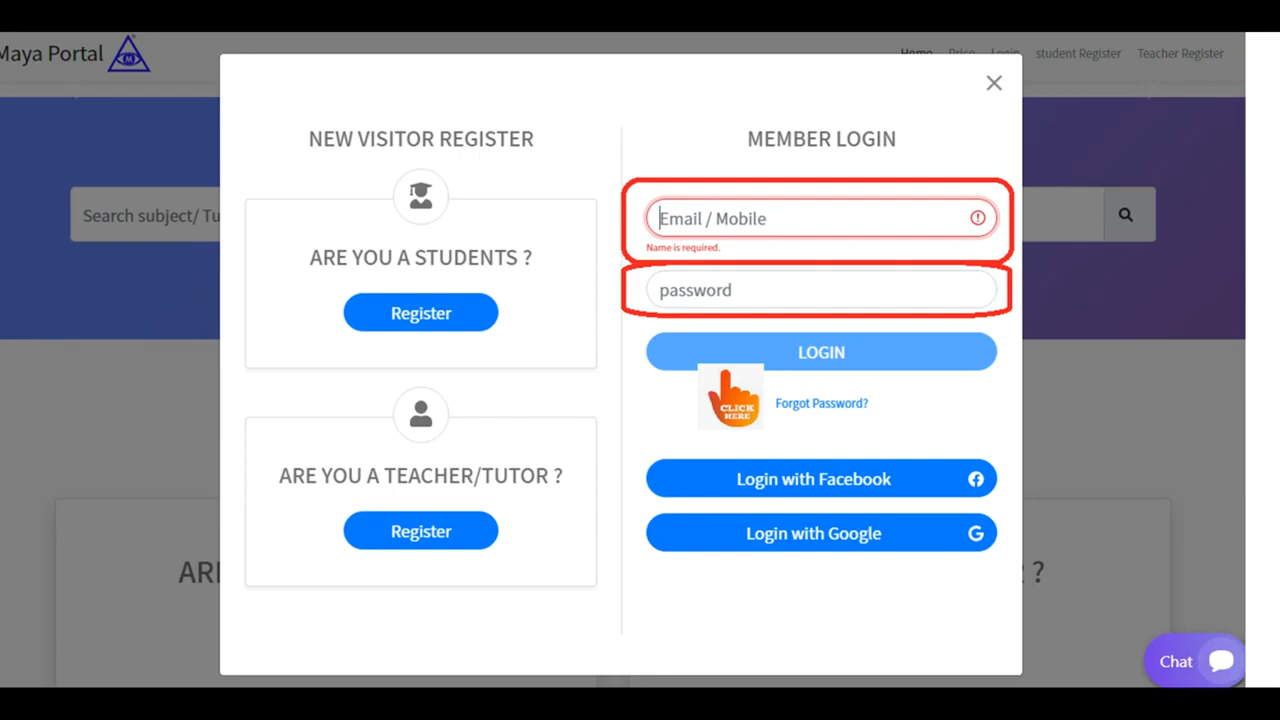 Maya Portal
Home Price Login student Register Teacher Register
NEW VISITOR REGISTER
ARE YOU A STUDENTS ?
Register
ARE YOU A TEACHER/TUTOR ?
Register
MEMBER LOGIN
Email / Mobile
Name is required.
password
LOGIN
CLICK
HERE
Forgot Password?
Login with Facebook
Login with Google
Search subject/ Tu
ARE
?
Chat